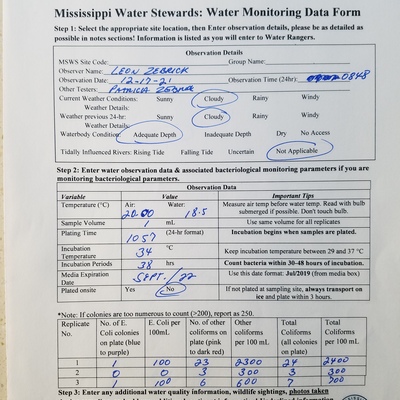 Mississippi Water Stewards: Water Monitoring Data Form
Step 1: Select the appropriate site location, then Enter observation details, please be as detailed as
possible in notes sections! Information is listed as you will enter to Water Rangers.
Observation Details
MSWS Site Code: Group Name:
Observer Name: LEON ZEBRICK
Observation Date: 12-17-21 Observation Time (24hr): 0848
Other Testers: PATRICIA
Current Weather Conditions: Sunny Cloudy Rainy Windy
Weather Details:
Weather previous 24-hr: Sunny Cloudy Rainy Windy
Weather Details:
Waterbody Condition: Adequate Depth Inadequate Depth Dry No Access
Tidally Influenced Rivers: Rising Tide Falling Tide Uncertain Not Applicable
Step 2: Enter water observation data & associated bacteriological monitoring parameters if you are
monitoring bacteriological parameters.
Observation Data
Variable Value Important Tips
Temperature (°C) Air: 20.00 Water: 18.5 Measure air temp before water temp. Read with bulb
submerged if possible. Don't touch bulb.
Sample Volume 1 mL Use same volume for all replicates
Plating Time 1057 (24-hr format) Incubation begins when samples are plated.
Incubation
Temperature 34 °C Keep incubation temperature between 29 and 37 °C
Incubation Periods 38 hrs Count bacteria within 30-48 hours of incubation.
Media Expiration
Date SEPT./22 Use this date format: Jul/2019 (from media box)
Plated onsite Yes No If not plated at sampling site, always transport on
ice and plate within 3 hours.
*Note: If colonies are too numerous to count (>200), report as 250.
Replicate
No. No. of E.
Coli colonies
on plate (blue
to purple) E. Coli per
100mL No. of other
coliforms on
plate (pink
to dark red) Other
coliforms
per 100 mL Total
Coliforms
(all colonies
on plate) Total
coliforms
per 100 mL
1 1 100 23 2300 24 2400
2 0 0 3 300 3 300
3 1 100 6 600 7 700
Step 3: Enter any additional water quality information, wildlife sightings, photos taken